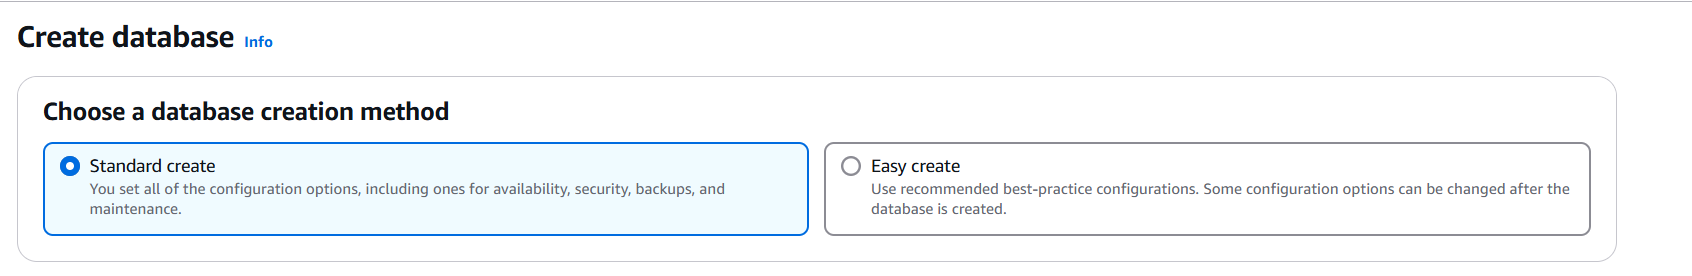 Create database Info
Choose a database creation method
Standard create
You set all of the configuration options, including ones for availability, security, backups, and
maintenance.
Easy create
Use recommended best-practice configurations. Some configuration options can be changed after the
database is created.